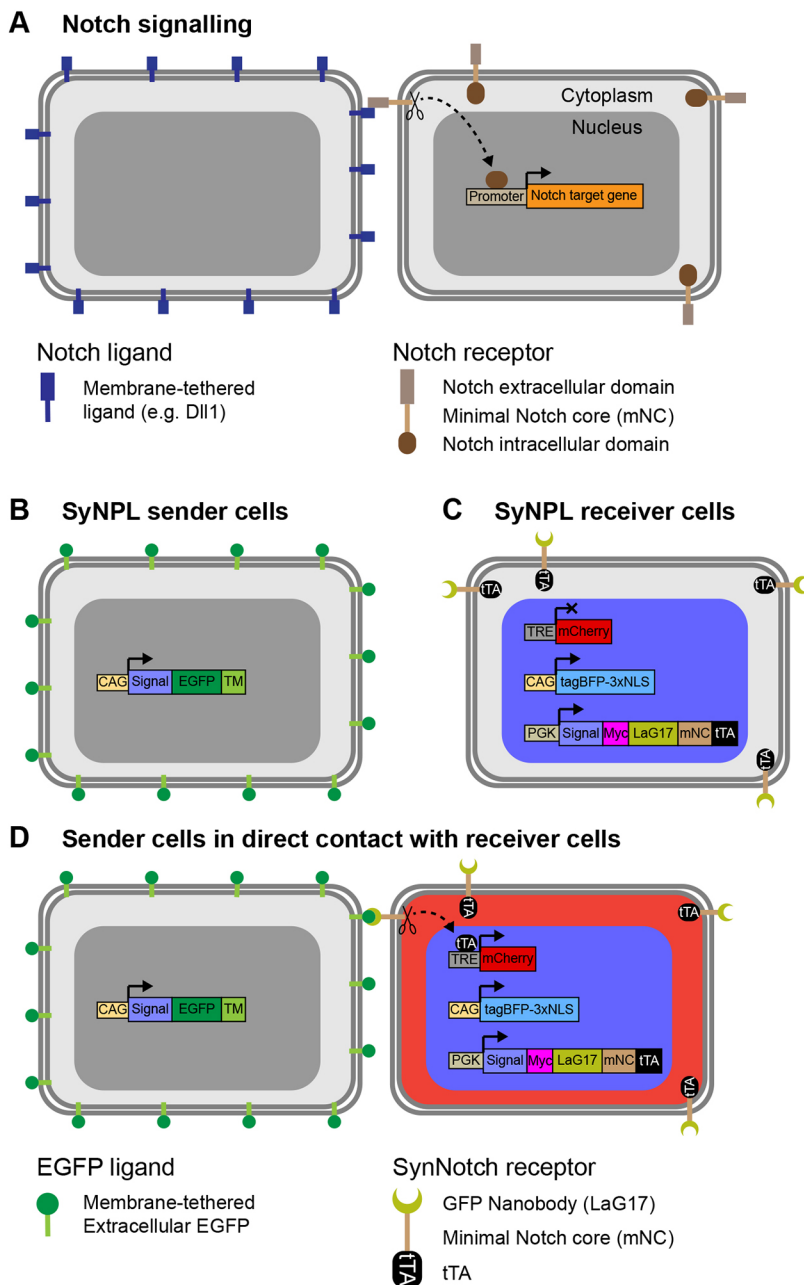 A Notch signalling
Cytoplasm
Nucleus
Promoter Notch target gene
Notch ligand
Membrane-tethered
ligand (e.g. Dll1)
Notch receptor
Notch extracellular domain
Minimal Notch core (mNC)
Notch intracellular domain
B SyNPL sender cells
CAG Signal EGFP TM
C SyNPL receiver cells
tTA
tTA
tTA
TRE mCherry
CAG tagBFP-3xNLS
PGK Signal Myc LaG17 mNC tTA
tTA
D Sender cells in direct contact with receiver cells
CAG Signal EGFP TM
tTA
tTA
tTA
TRE mCherry
CAG tagBFP-3xNLS
PGK Signal Myc LaG17 mNC tTA
tTA
EGFP ligand
Membrane-tethered
Extracellular EGFP
SynNotch receptor
GFP Nanobody (LaG17)
Minimal Notch core (mNC)
tTA tTA